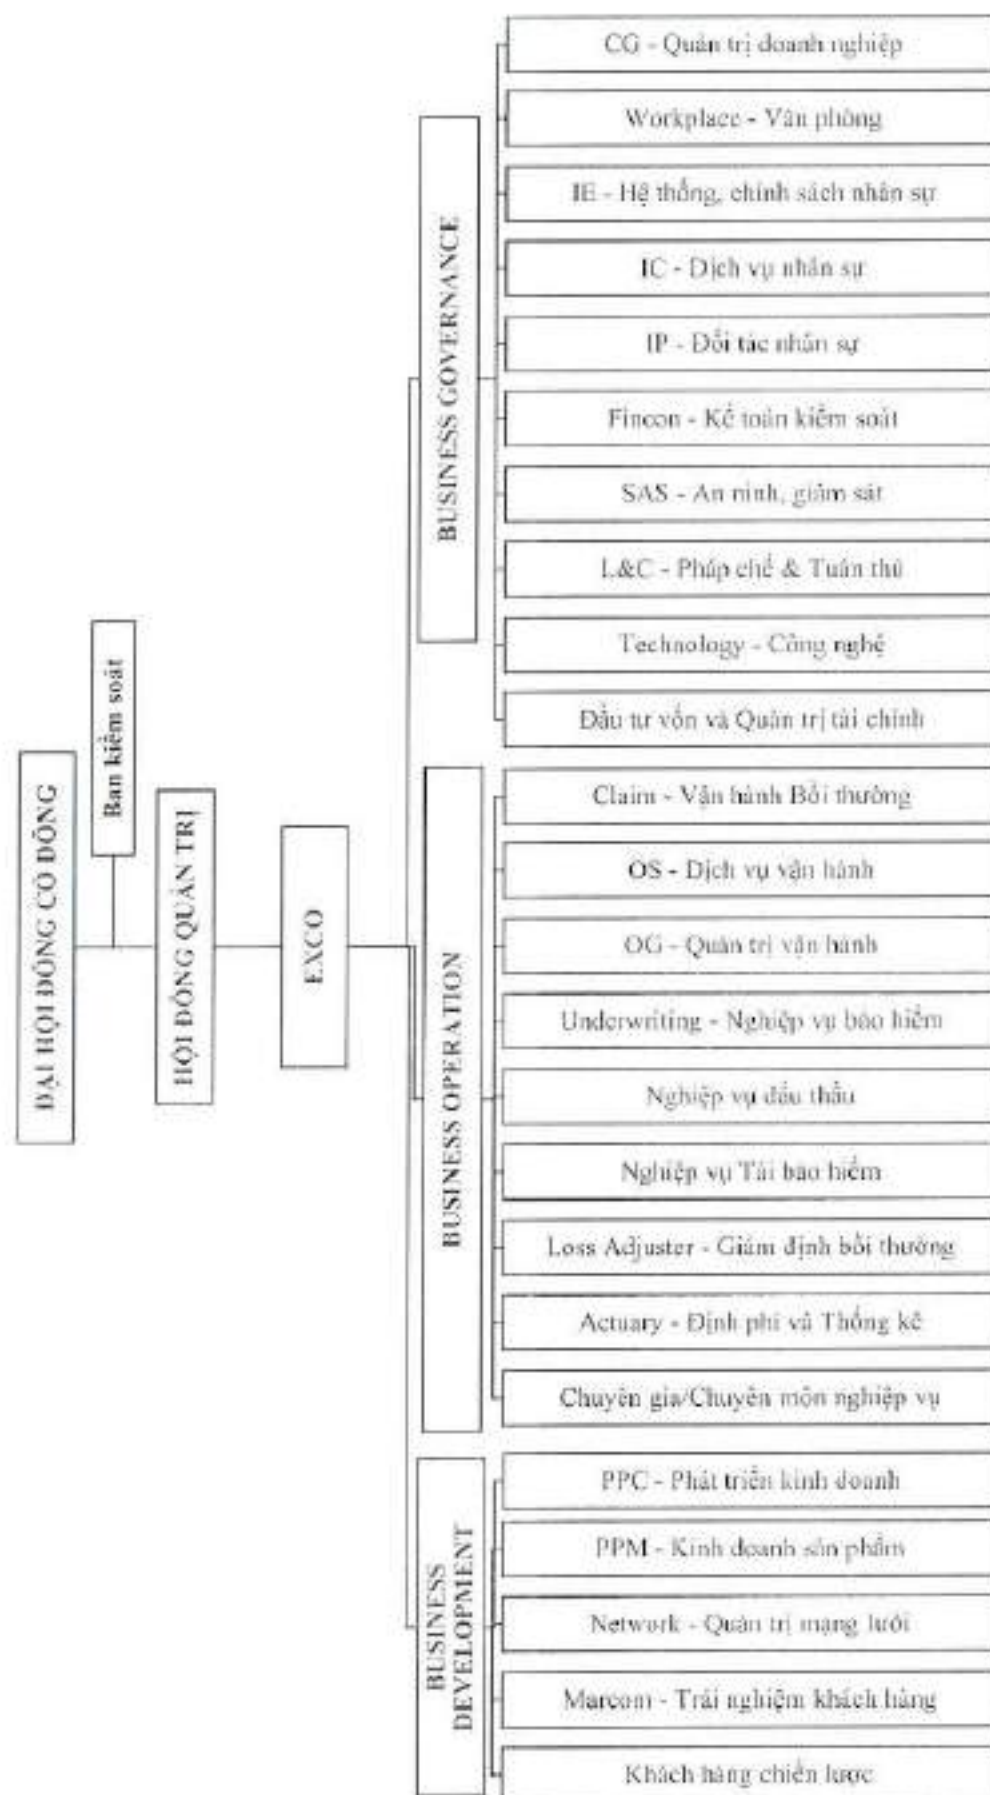 ĐẠI HỘI ĐỒNG CỔ ĐÔNG
Ban kiểm soát
HỘI ĐỒNG QUẢN TRỊ
EXCO
BUSINESS GOVERNANCE
CG - Quản trị doanh nghiệp
Workplace - Văn phòng
IE - Hệ thống, chính sách nhân sự
IC - Dịch vụ nhân sự
IP - Đối tác nhân sự
Fincon - Kế toán kiểm soát
SAS - An ninh, giám sát
L&C - Pháp chế & Tuân thủ
Technology - Công nghệ
Đầu tư vốn và Quản trị tài chính
BUSINESS OPERATION
Claim - Vận hành Bồi thường
OS - Dịch vụ vận hành
OG - Quản trị vận hành
Underwriting - Nghiệp vụ bảo hiểm
Nghiệp vụ đấu thầu
Nghiệp vụ Tái bảo hiểm
Loss Adjuster - Giám định bồi thường
Actuary - Định phí và Thống kê
Chuyên gia/Chuyên môn nghiệp vụ
BUSINESS
DEVELOPMENT
PPC - Phát triển kinh doanh
PPM - Kinh doanh sản phẩm
Network - Quản trị mạng lưới
Marcom - Trải nghiệm khách hàng
Khách hàng chiến lược